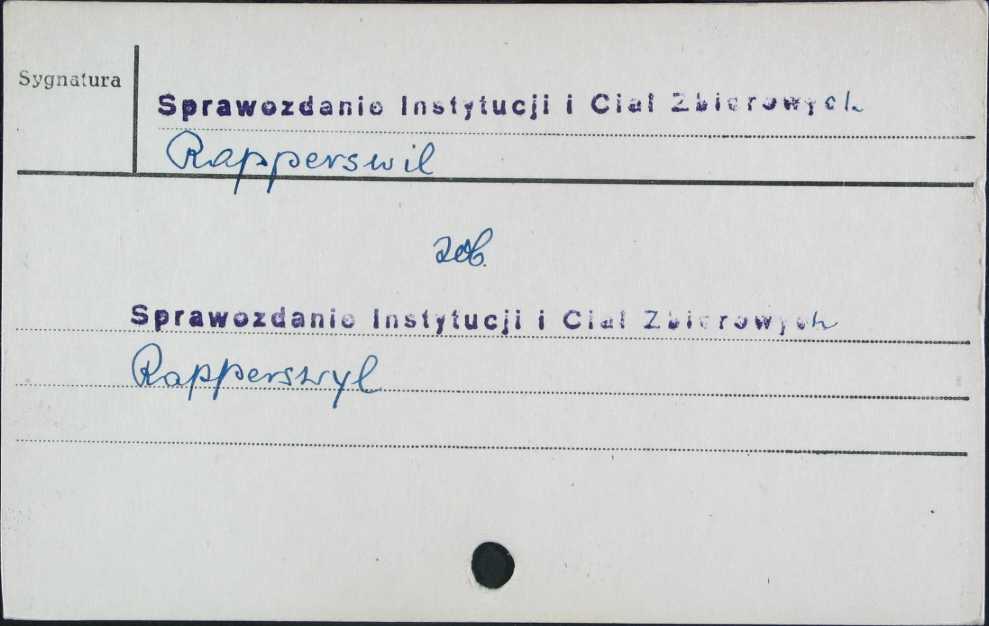 Sygnatura
Sprawozdanie Instytucji i Ciał Zbiorowych
Rapperswil
zob.
Sprawozdanie Instytucji i Ciał Zbiorowych
Rapperswyl